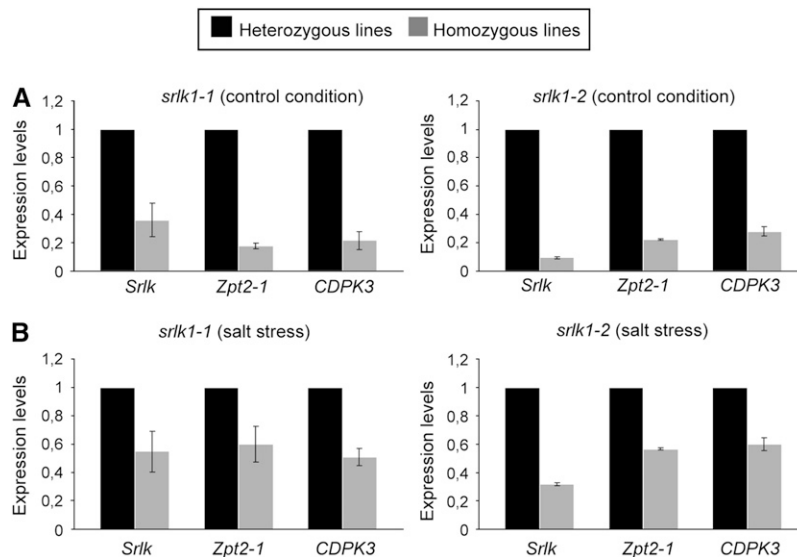 Heterozygous lines Homozygous lines
A
srlk1-1 (control condition)
srlk1-2 (control condition)
Expression levels
1,2
1
0,8
0,6
0,4
0,2
0
Srlk Zpt2-1 CDPK3
Expression levels
1,2
1
0,8
0,6
0,4
0,2
0
Srlk Zpt2-1 CDPK3
B
srlk1-1 (salt stress)
srlk1-2 (salt stress)
Expression levels
1,2
1
0,8
0,6
0,4
0,2
0
Srlk Zpt2-1 CDPK3
Expression levels
1,2
1
0,8
0,6
0,4
0,2
0
Srlk Zpt2-1 CDPK3